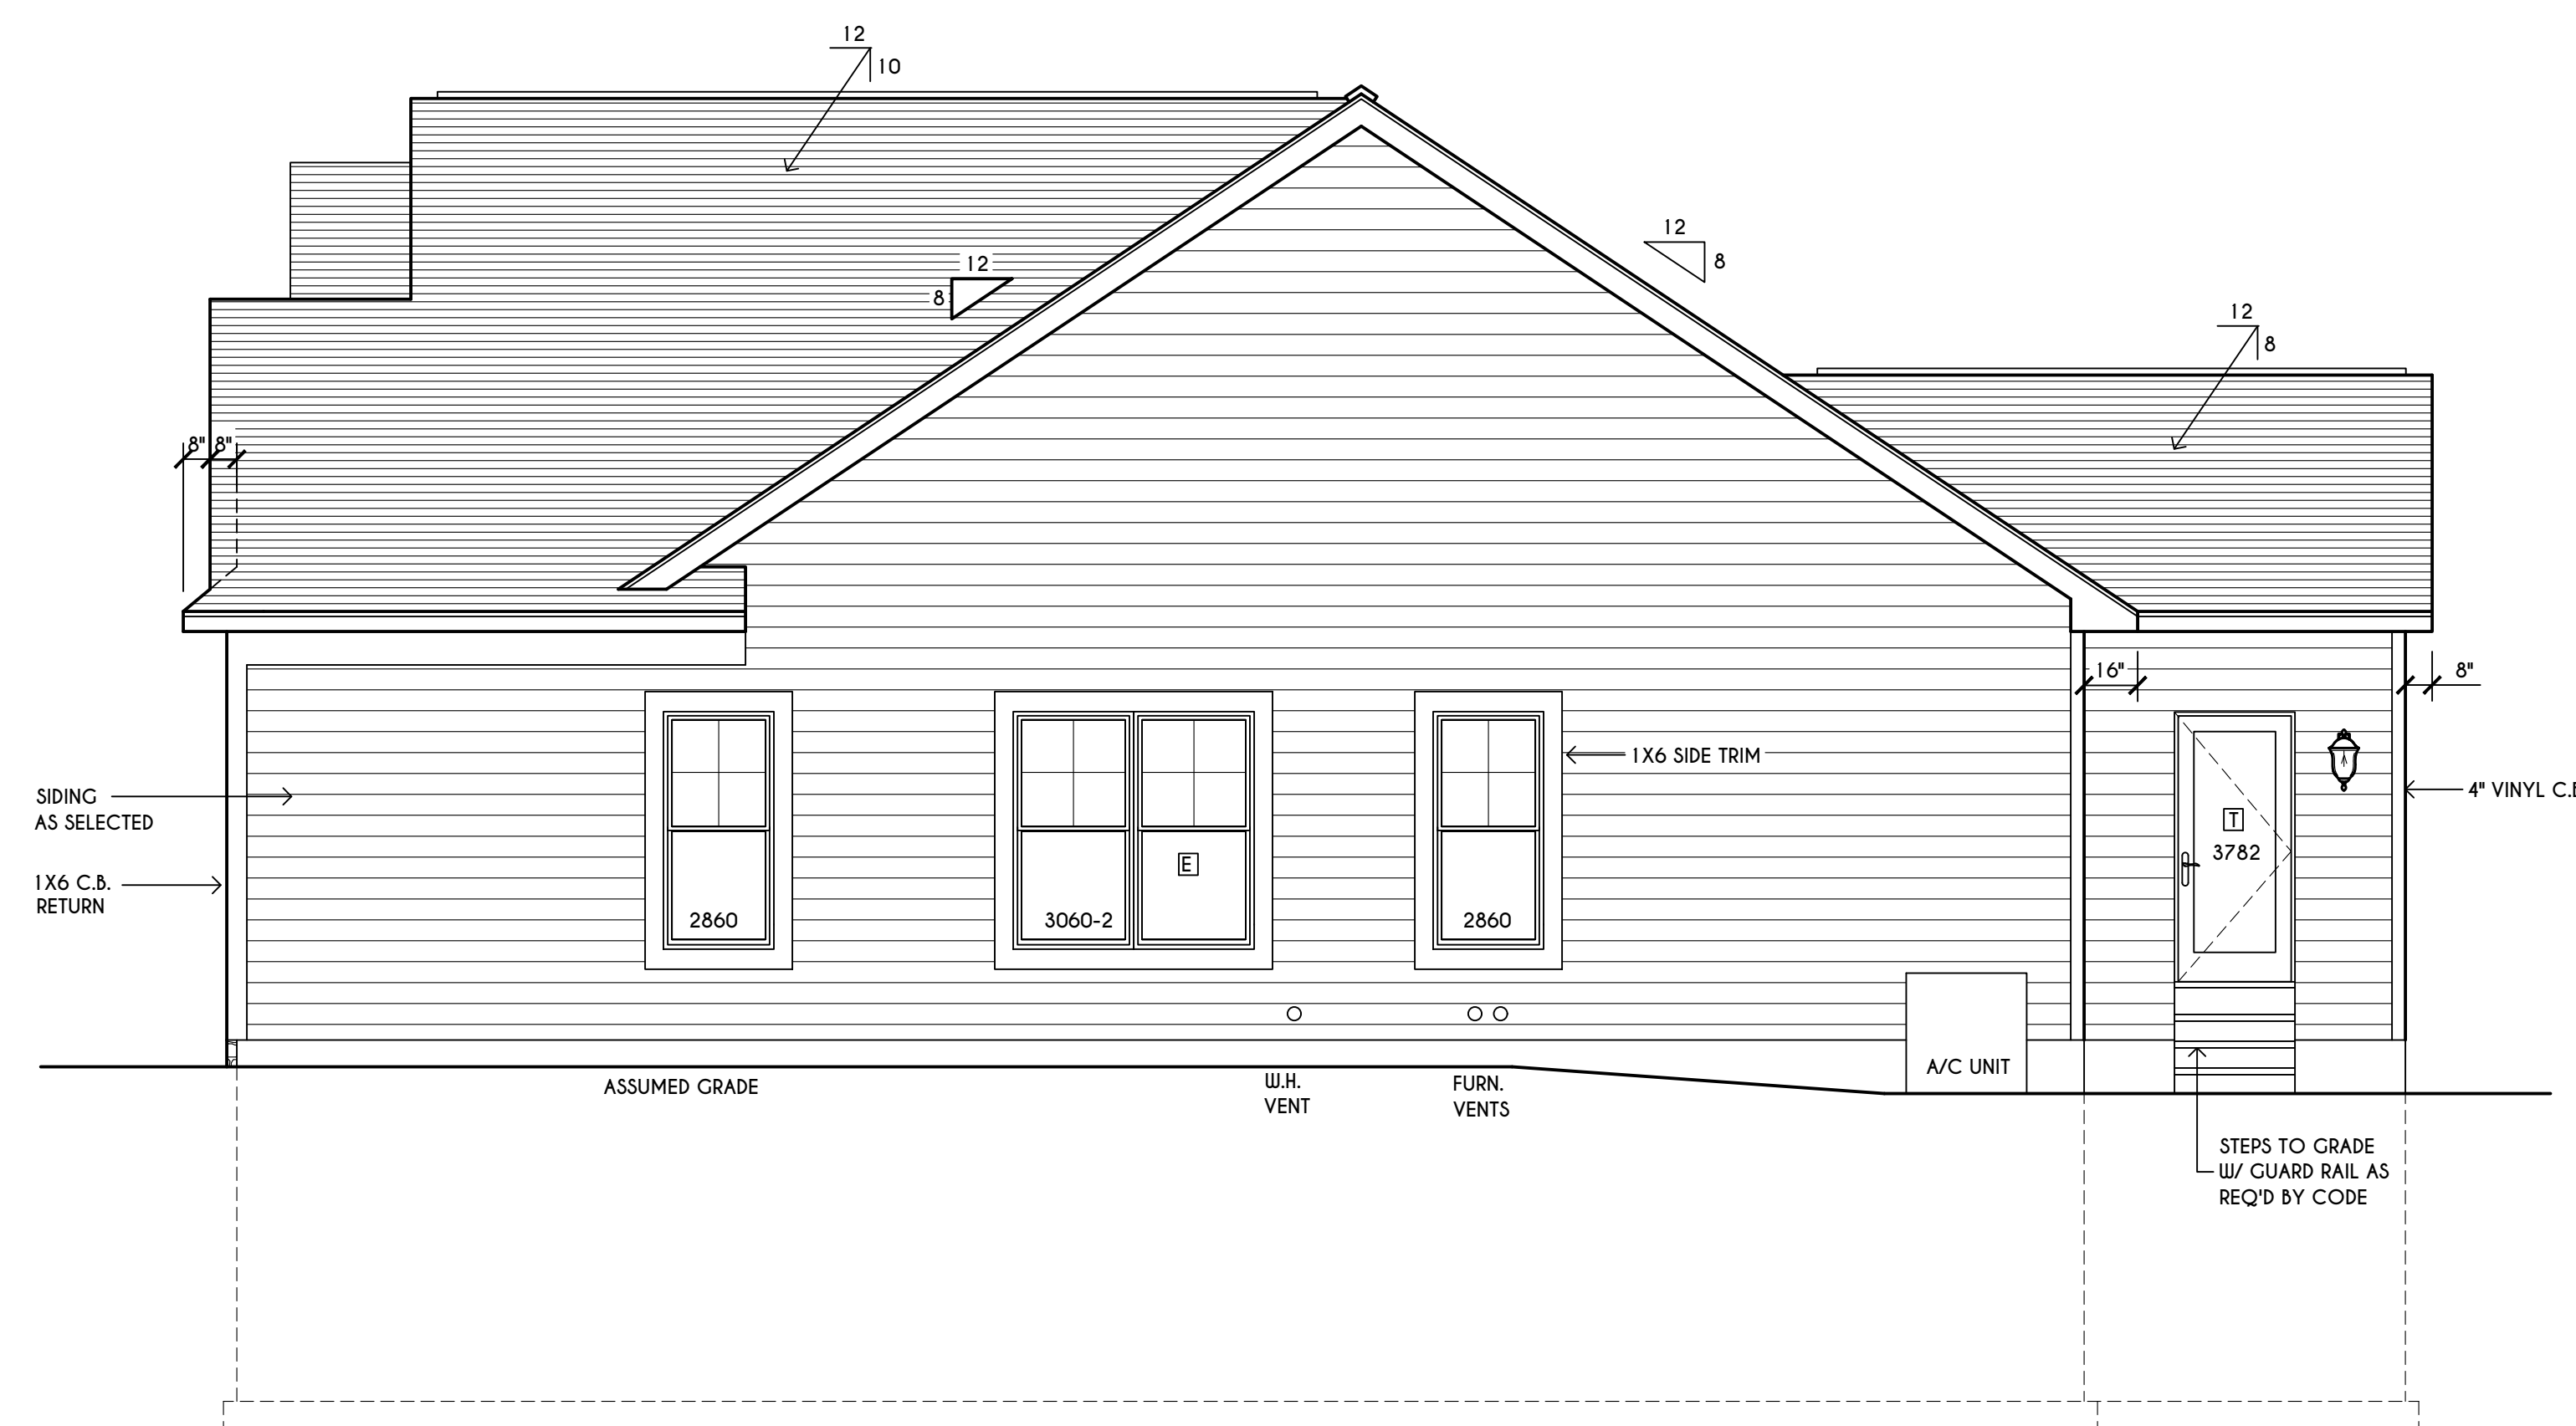 12
10
12
8
12
8
12
8
8"
8"
16"
8"
1X6 SIDE TRIM
SIDING
AS SELECTED
4" VINYL
T
3782
E
1X6 C.B.
RETURN
2860
3060-2
2860
A/C UNIT
ASSUMED GRADE
W.H.
VENT
FURN.
VENTS
STEPS TO GRADE
W/ GUARD RAIL AS
REQ'D BY CODE